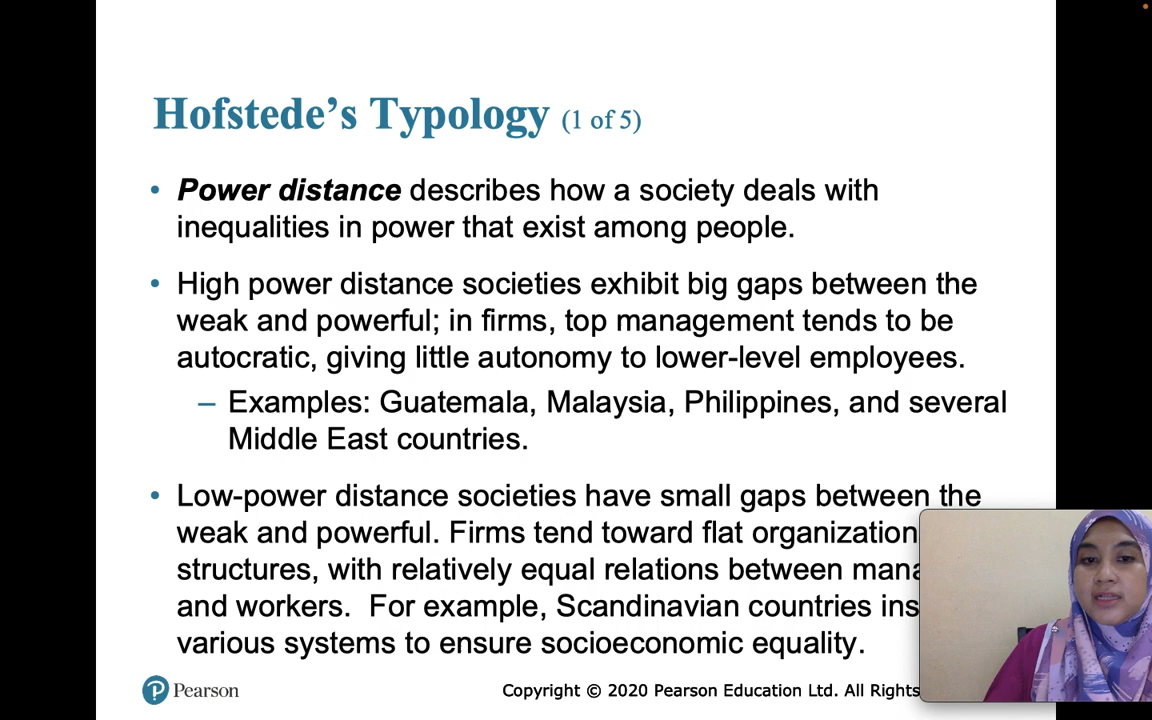 Hofstede’s Typology (1 of 5)
• Power distance describes how a society deals with
inequalities in power that exist among people.
• High power distance societies exhibit big gaps between the
weak and powerful; in firms, top management tends to be
autocratic, giving little autonomy to lower-level employees.
– Examples: Guatemala, Malaysia, Philippines, and several
Middle East countries.
• Low-power distance societies have small gaps between the
weak and powerful. Firms tend toward flat organization
structures, with relatively equal relations between mana
and workers.  For example, Scandinavian countries ins
various systems to ensure socioeconomic equality.
P Pearson
Copyright © 2020 Pearson Education Ltd. All Rights